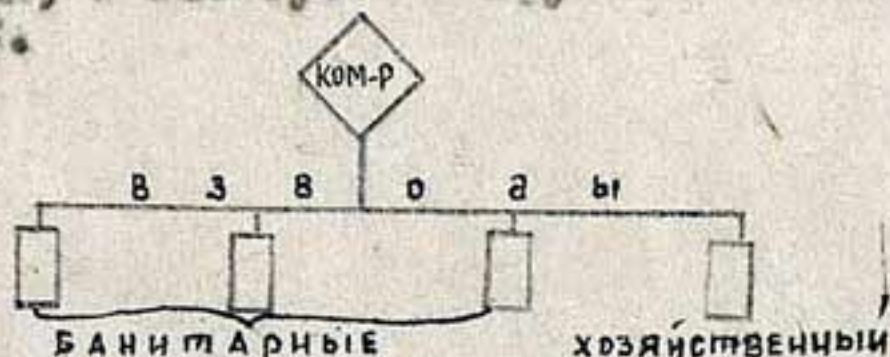 КОМ-Р
В З В О Д Ы
БАНИТАРНЫЕ ХОЗЯЙСТВЕННЫЙ